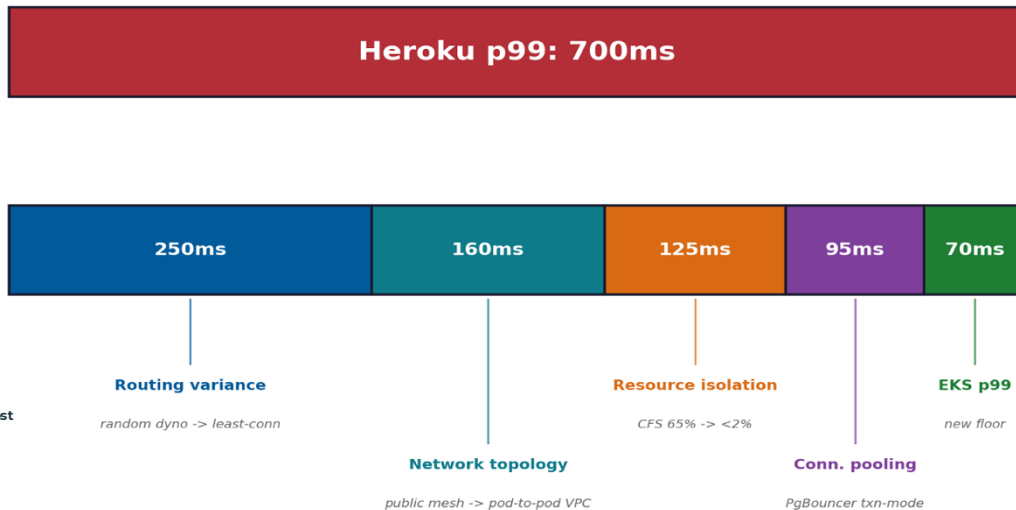 Heroku p99: 700ms
250ms
160ms
125ms
95ms
70ms
Routing variance
random dyno -> least-conn
Network topology
public mesh -> pod-to-pod VPC
Resource isolation
CFS 65% -> <2%
Conn. pooling
PgBouncer txn-mode
EKS p99
new floor